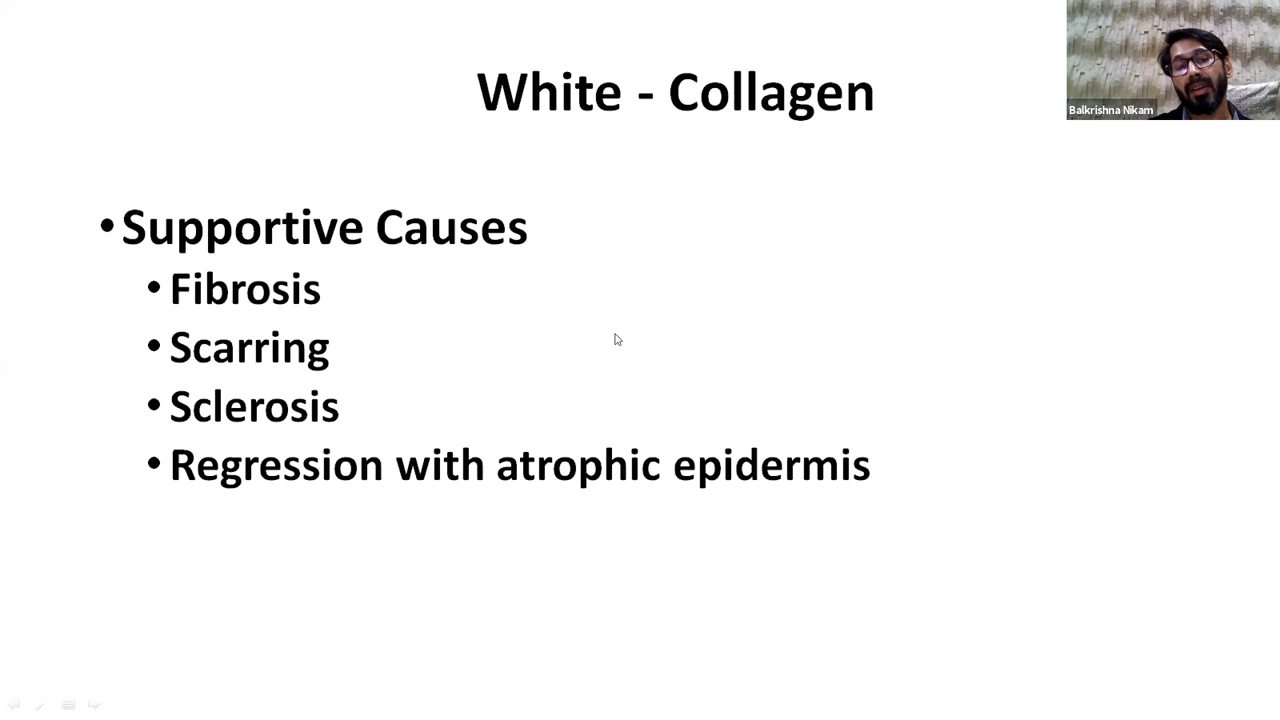 White - Collagen
Balkrishna Nikam
• Supportive Causes
• Fibrosis
• Scarring
• Sclerosis
• Regression with atrophic epidermis